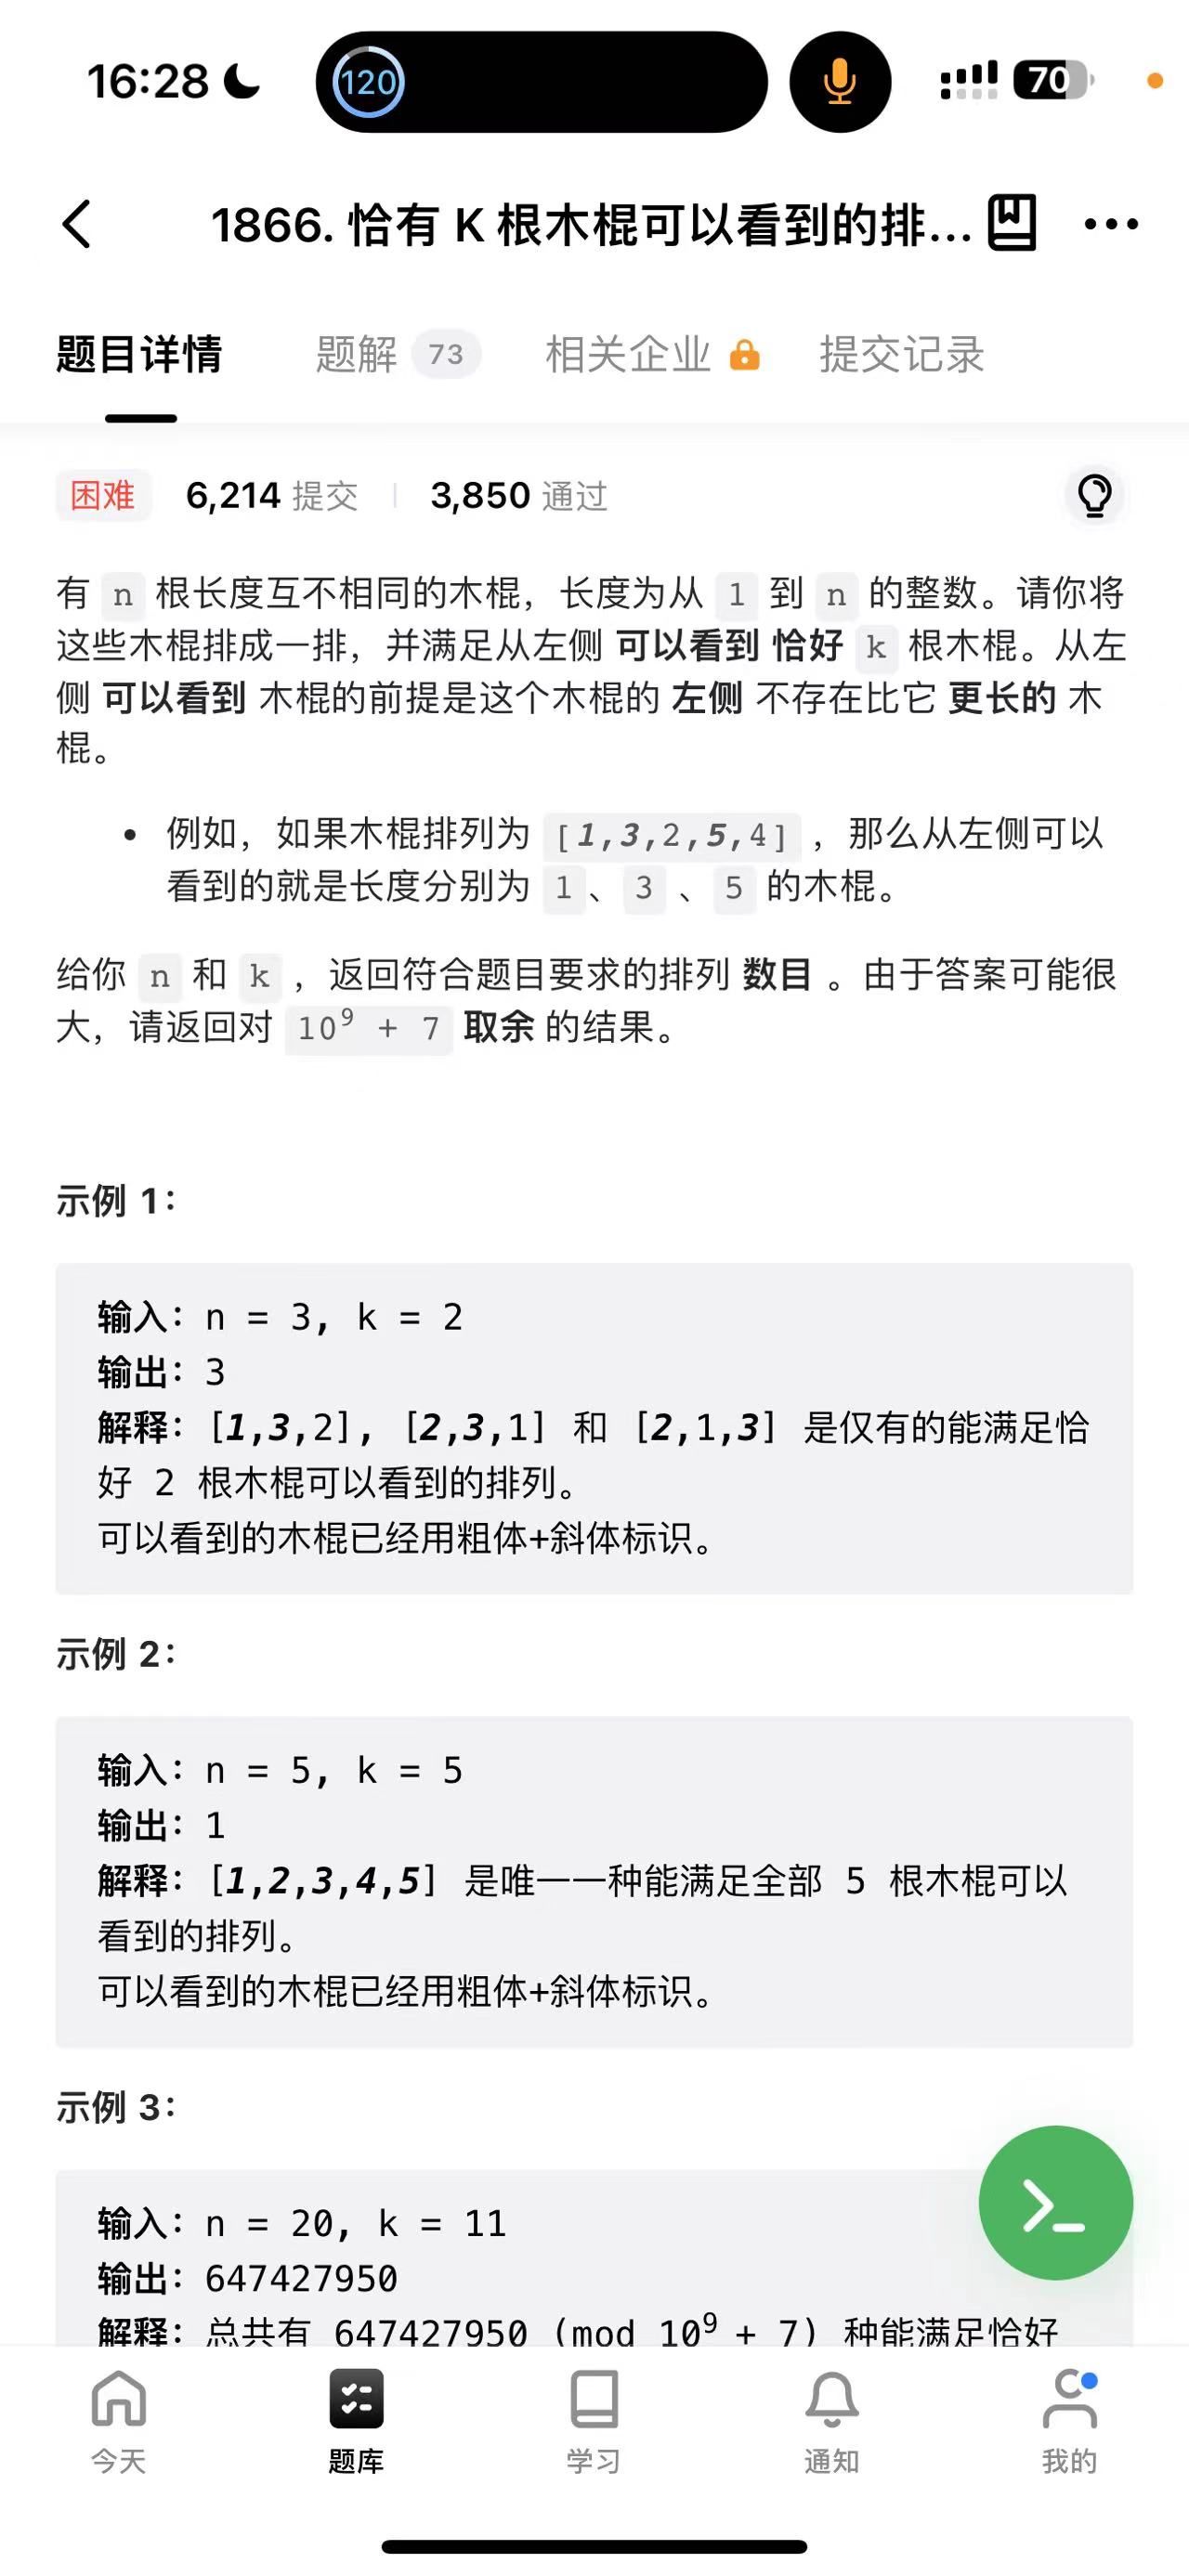 16:28
120
70
1866. 恰有 K 根木棍可以看到的排...
题目详情 题解 73 相关企业 提交记录
困难 6,214 提交 3,850 通过
有 n 根长度互不相同的木棍，长度为从 1 到 n 的整数。请你将
这些木棍排成一排，并满足从左侧 可以看到 恰好 k 根木棍。从左
侧 可以看到 木棍的前提是这个木棍的 左侧 不存在比它 更长的 木
棍。
• 例如，如果木棍排列为 [1,3,2,5,4] ，那么从左侧可以
看到的就是长度分别为 1 、 3 、 5 的木棍。
给你 n 和 k ，返回符合题目要求的排列 数目 。由于答案可能很
大，请返回对 10⁹ + 7 取余 的结果。
示例 1：
输入：n = 3, k = 2
输出：3
解释：[1,3,2], [2,3,1] 和 [2,1,3] 是仅有的能满足恰
好 2 根木棍可以看到的排列。
可以看到的木棍已经用粗体+斜体标识。
示例 2：
输入：n = 5, k = 5
输出：1
解释：[1,2,3,4,5] 是唯一一种能满足全部 5 根木棍可以
看到的排列。
可以看到的木棍已经用粗体+斜体标识。
示例 3：
输入：n = 20, k = 11
输出：647427950
解释：总共有 647427950 (mod 10⁹ + 7) 种能满足恰好
今天 题库 学习 通知 我的